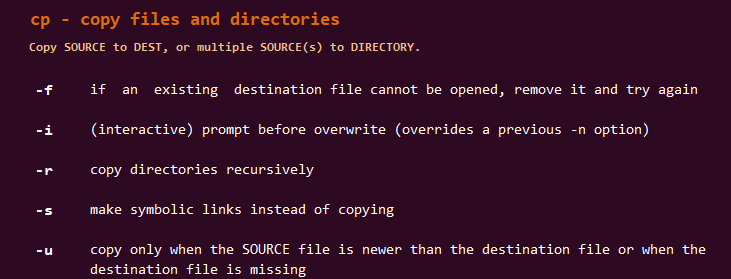 cp - copy files and directories
Copy SOURCE to DEST, or multiple SOURCE(s) to DIRECTORY.
-f if an existing destination file cannot be opened, remove it and try again
-i (interactive) prompt before overwrite (overrides a previous -n option)
-r copy directories recursively
-s make symbolic links instead of copying
-u copy only when the SOURCE file is newer than the destination file or when the
destination file is missing